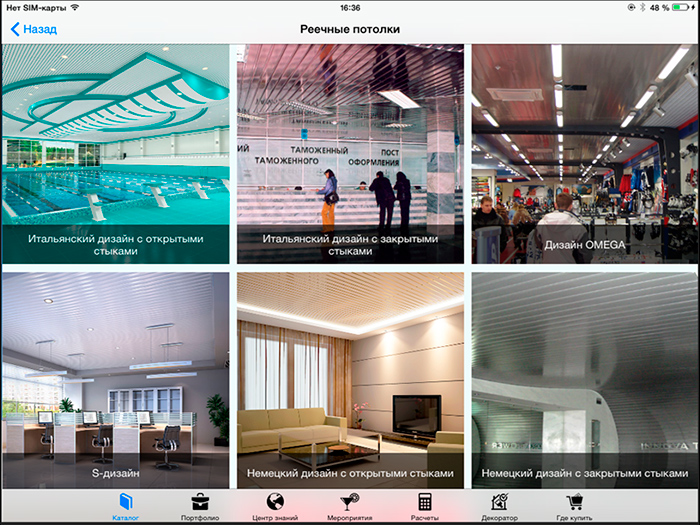 Нет SIM-карты 16:36 48 %
Назад Реечные потолки
ТАМОЖЕННЫЙ ПОСТ
ТАМОЖЕННОГО ОФОРМЛЕНИЯ
Итальянский дизайн с открытыми
стыками
Итальянский дизайн с закрытыми
стыками
Дизайн OMEGA
S-дизайн
Немецкий дизайн с открытыми стыками
Немецкий дизайн с закрытыми стыками
Каталог Портфолио Центр знаний Мероприятия Расчеты Декоратор Где купить